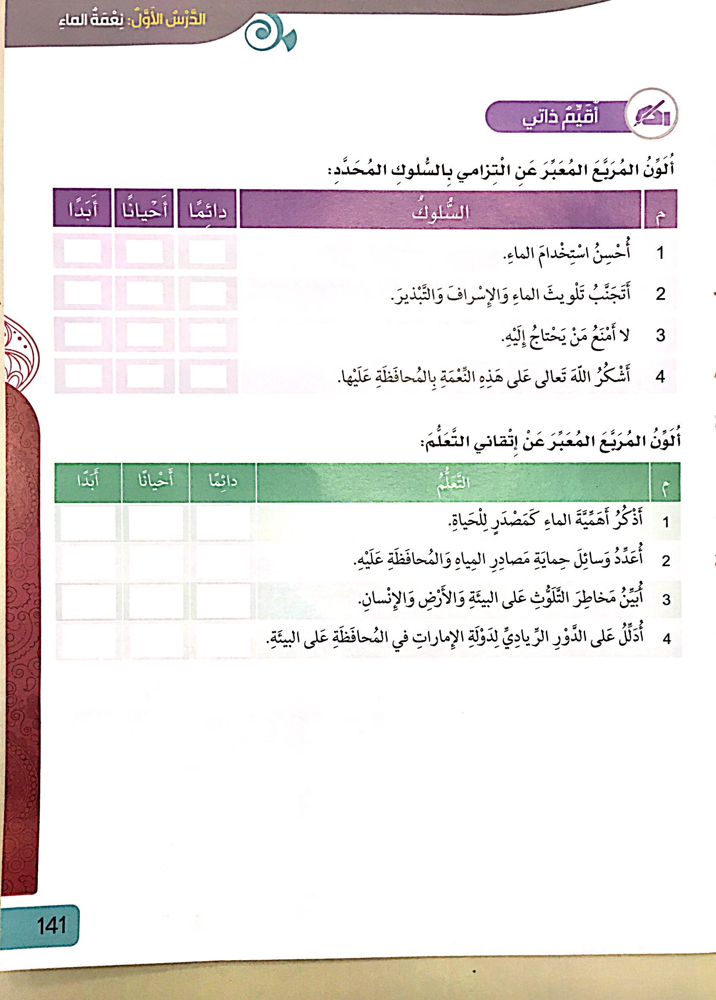 الدَّرْسُ الأَوَّلُ: نِعْمَةُ الماءِ
أُقَيِّمُ ذاتي
أُلَوِّنُ المُرَبَّعَ المُعَبِّرَ عَنِ الْتِزامي بِالسُّلوكِ المُحَدَّدِ:
م السُّلوكُ دائِمًا أَحْيانًا أَبَدًا
1 أُحْسِنُ اسْتِخْدامَ الماءِ.
2 أَتَجَنَّبُ تَلْويثَ الماءِ وَالإِسْرافَ وَالتَّبْذيرَ.
3 لا أَمْنَعُ مَنْ يَحْتاجُ إِلَيْهِ.
4 أَشْكُرُ اللّهَ تَعالى عَلى هَذِهِ النِّعْمَةِ بِالمُحافَظَةِ عَلَيْها.
أُلَوِّنُ المُرَبَّعَ المُعَبِّرَ عَنْ إِتْقاني التَّعَلُّمَ:
م التَّعَلُّمُ دائِمًا أَحْيانًا أَبَدًا
1 أَذْكُرُ أَهَمِّيَّةَ الماءِ كَمَصْدَرٍ لِلْحَياةِ.
2 أُعَدِّدُ وَسائِلَ حِمايَةِ مَصادِرِ المِياهِ وَالمُحافَظَةِ عَلَيْهِ.
3 أُبَيِّنُ مَخاطِرَ التَّلَوُّثِ عَلى البيئَةِ وَالأَرْضِ وَالإِنْسانِ.
4 أُدَلِّلُ عَلى الدَّوْرِ الرِّيادِيِّ لِدَوْلَةِ الإِماراتِ في المُحافَظَةِ عَلى البيئَةِ.
141